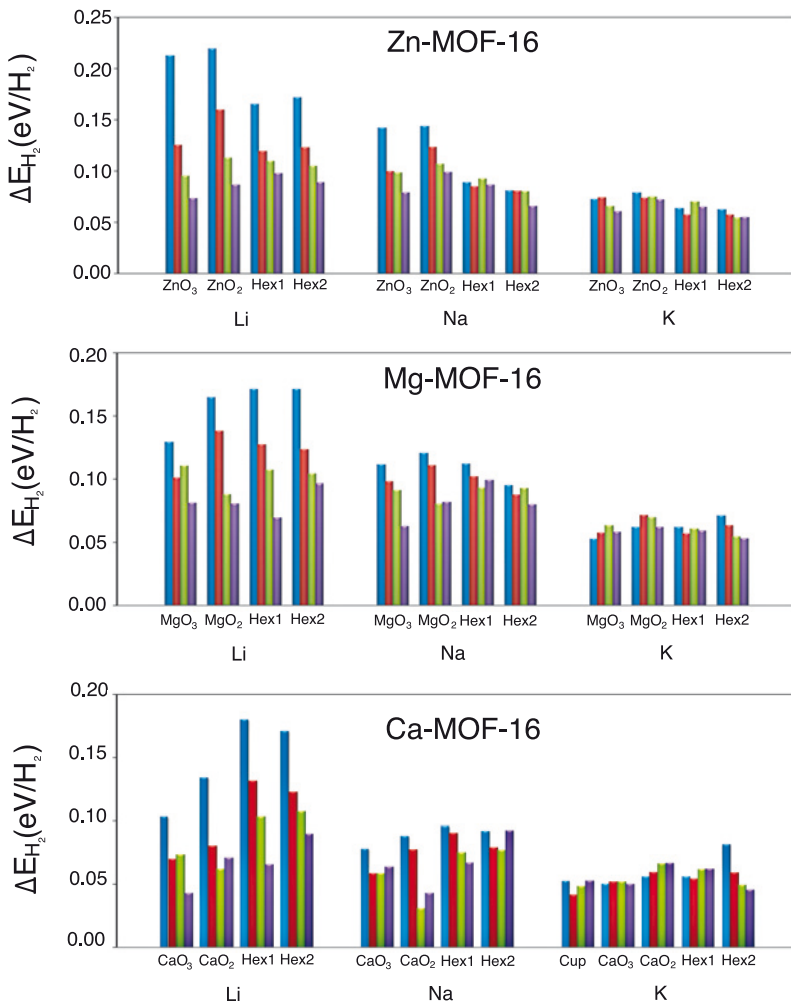 Zn-MOF-16
ΔE_H₂(eV/H₂)
0.25
0.20
0.15
0.10
0.05
0.00
ZnO₃ ZnO₂ Hex1 Hex2 ZnO₃ ZnO₂ Hex1 Hex2 ZnO₃ ZnO₂ Hex1 Hex2
Li Na K
Mg-MOF-16
ΔE_H₂(eV/H₂)
0.20
0.15
0.10
0.05
0.00
MgO₃ MgO₂ Hex1 Hex2 MgO₃ MgO₂ Hex1 Hex2 MgO₃ MgO₂ Hex1 Hex2
Li Na K
Ca-MOF-16
ΔE_H₂(eV/H₂)
0.20
0.15
0.10
0.05
0.00
CaO₃ CaO₂ Hex1 Hex2 CaO₃ CaO₂ Hex1 Hex2 Cup CaO₃ CaO₂ Hex1 Hex2
Li Na K